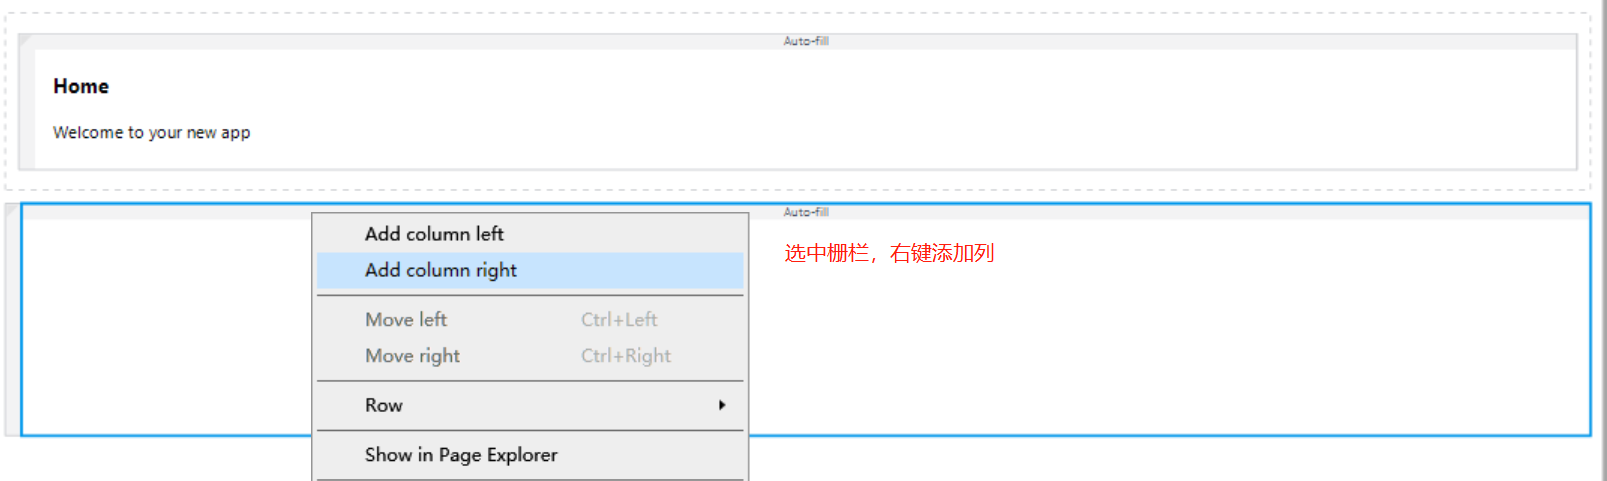 Auto-fill
Home
Welcome to your new app
Auto-fill
Add column left
选中栅栏，右键添加列
Add column right
Move left Ctrl+Left
Move right Ctrl+Right
Row
Show in Page Explorer